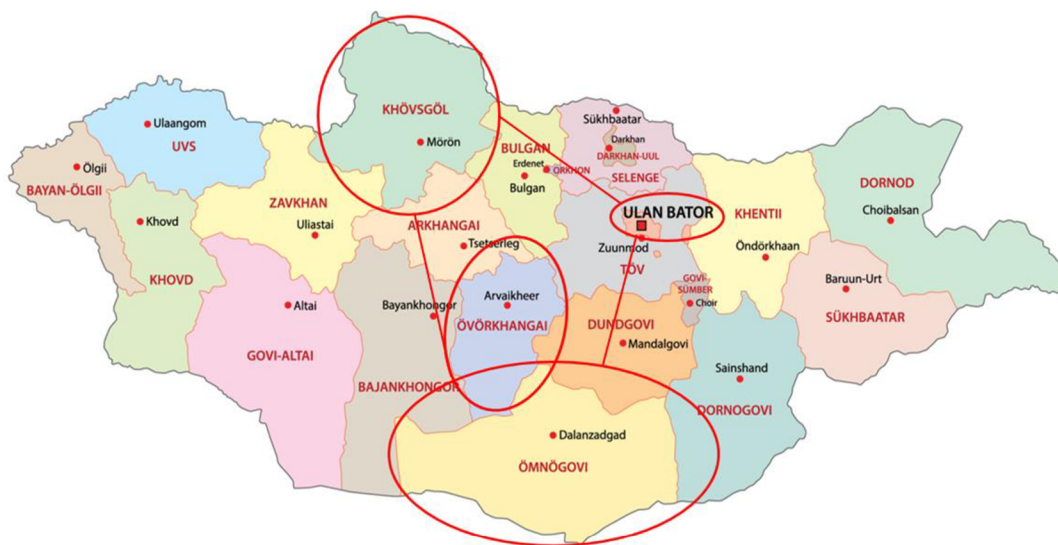 KHÖVSGÖL
Mörön
Ulaangom
UVS
Ölgii
BAYAN-ÖLGII
Khovd
KHOVD
ZAVKHAN
Uliastai
ARKHANGAI
Tsetserleg
BULGAN
Erdenet
ORKHON
Bulgan
Sükhbaatar
Darkhan
DARKHAN-UUL
SELENGE
ULAN BATOR
Zuunmod
TÖV
KHENTII
Öndörkhaan
DORNOD
Choibalsan
Baruun-Urt
SÜKHBAATAR
GOVI-
SÜMBER
Choir
Altai
GOVI-ALTAI
Bayankhongor
BAJANKHONGOR
Arvaikheer
ÖVÖRKHANGAI
DUNDGOVI
Mandalgovi
Sainshand
DORNOGOVI
Dalanzadgad
ÖMNÖGOVI